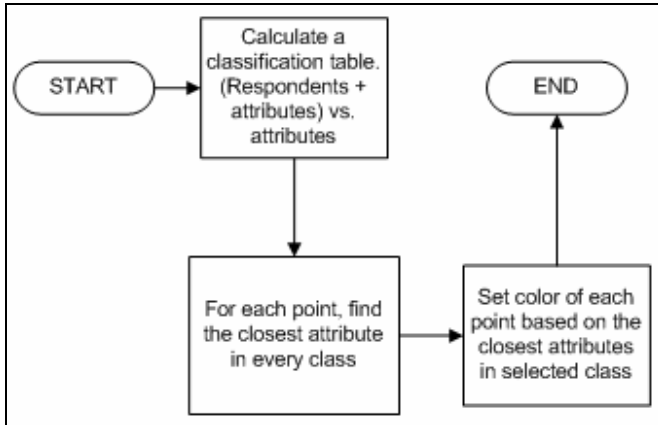 START
Calculate a
classification table.
(Respondents +
attributes) vs.
attributes
END
For each point, find
the closest attribute
in every class
Set color of each
point based on the
closest attributes
in selected class